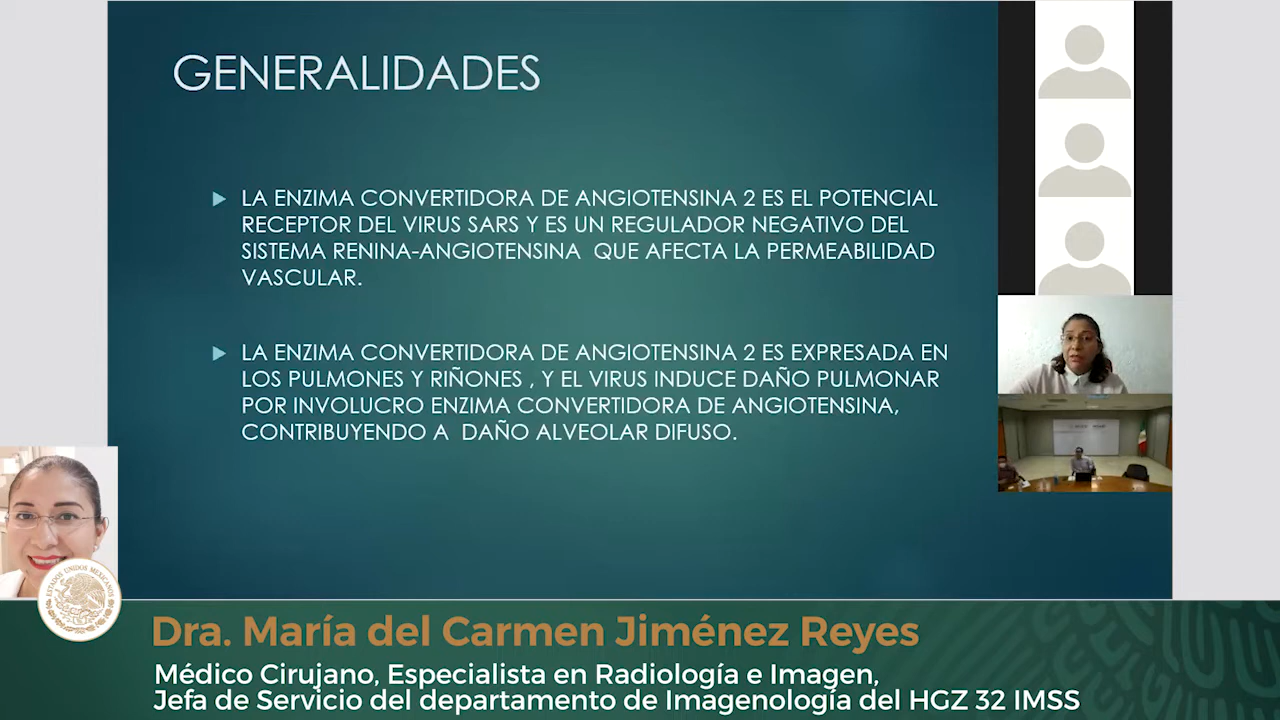 GENERALIDADES
LA ENZIMA CONVERTIDORA DE ANGIOTENSINA 2 ES EL POTENCIAL
RECEPTOR DEL VIRUS SARS Y ES UN REGULADOR NEGATIVO DEL
SISTEMA RENINA-ANGIOTENSINA QUE AFECTA LA PERMEABILIDAD
VASCULAR.
LA ENZIMA CONVERTIDORA DE ANGIOTENSINA 2 ES EXPRESADA EN
LOS PULMONES Y RIÑONES , Y EL VIRUS INDUCE DAÑO PULMONAR
POR INVOLUCRO ENZIMA CONVERTIDORA DE ANGIOTENSINA,
CONTRIBUYENDO A DAÑO ALVEOLAR DIFUSO.
ESTADOS UNIDOS MEXICANOS
Dra. María del Carmen Jiménez Reyes
Médico Cirujano, Especialista en Radiología e Imagen,
Jefa de Servicio del departamento de Imagenología del HGZ 32 IMSS